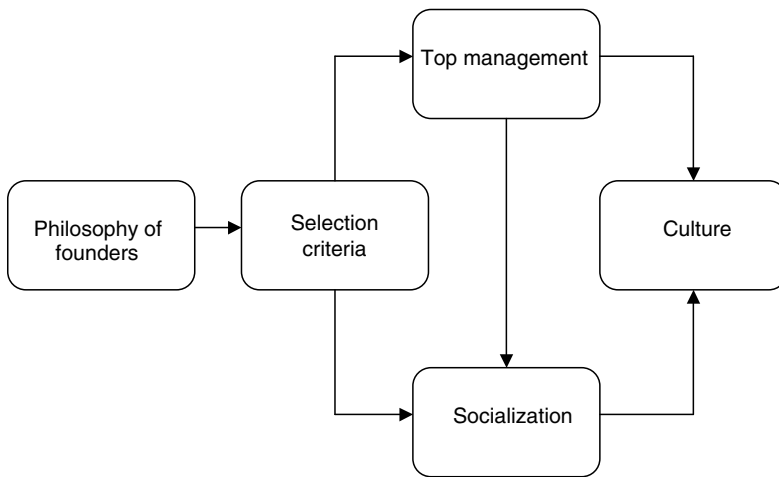 Top management
Philosophy of
founders
Selection
criteria
Culture
Socialization